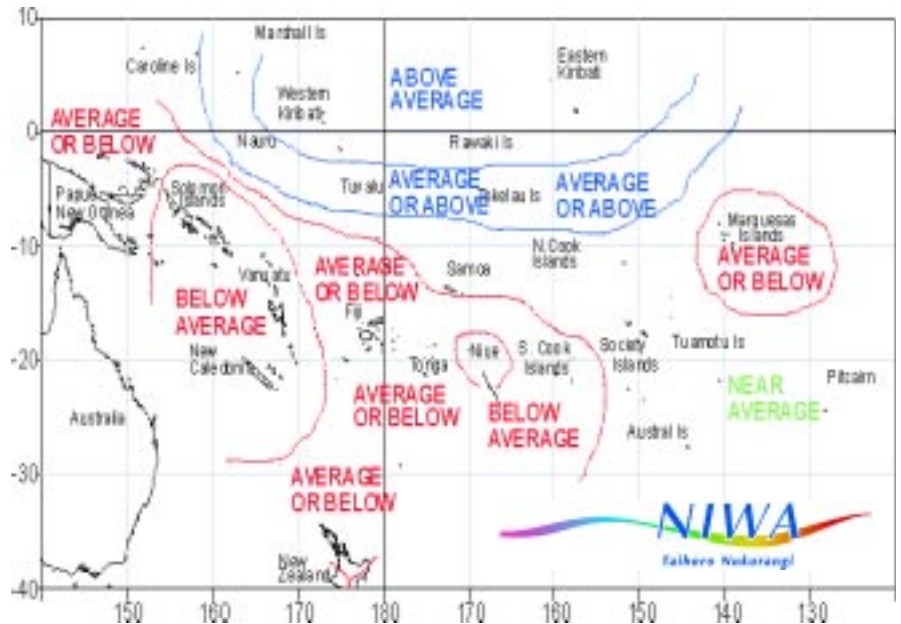 10
Marshall Is
Eastern
Kiribati
Caroline Is
ABOVE
AVERAGE
Western
Kiribati
AVERAGE
OR BELOW
0
Nauru
Rawaki Is
Tuvalu
AVERAGE
OR ABOVE
Tokelau Is
AVERAGE
OR ABOVE
Papua
New Guinea
Solomon
Islands
Marquesas
Islands
AVERAGE
OR BELOW
-10
N.Cook
Islands
Samoa
Vanuatu
AVERAGE
OR BELOW
BELOW
AVERAGE
Fiji
New
Caledonia
-20
Tonga
Niue
S. Cook
Islands
Society
Islands
Tuamotu Is
AVERAGE
OR BELOW
BELOW
AVERAGE
NEAR
AVERAGE
Pitcairn
Australia
Austral Is
-30
AVERAGE
OR BELOW
NIWA
Taihoro Nukurangi
New
Zealand
-40
150 160 170 180 170 160 150 140 130